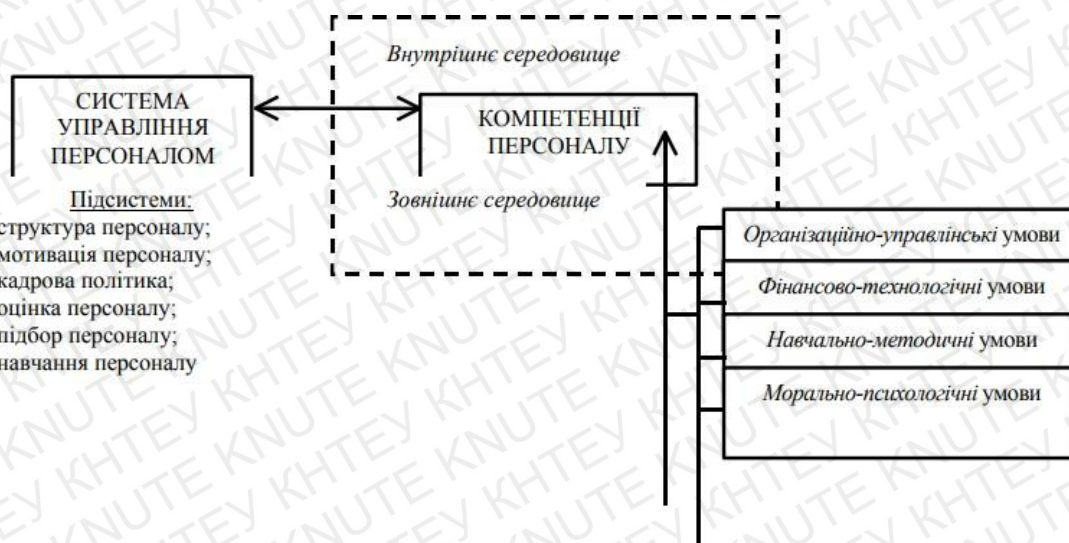 Внутрішнє середовище
СИСТЕМА
УПРАВЛІННЯ
ПЕРСОНАЛОМ
КОМПЕТЕНЦІЇ
ПЕРСОНАЛУ
Підсистеми:
структура персоналу;
мотивація персоналу;
кадрова політика;
оцінка персоналу;
підбор персоналу;
навчання персоналу
Зовнішнє середовище
Організаційно-управлінські умови
Фінансово-технологічні умови
Навчально-методичні умови
Морально-психологічні умови